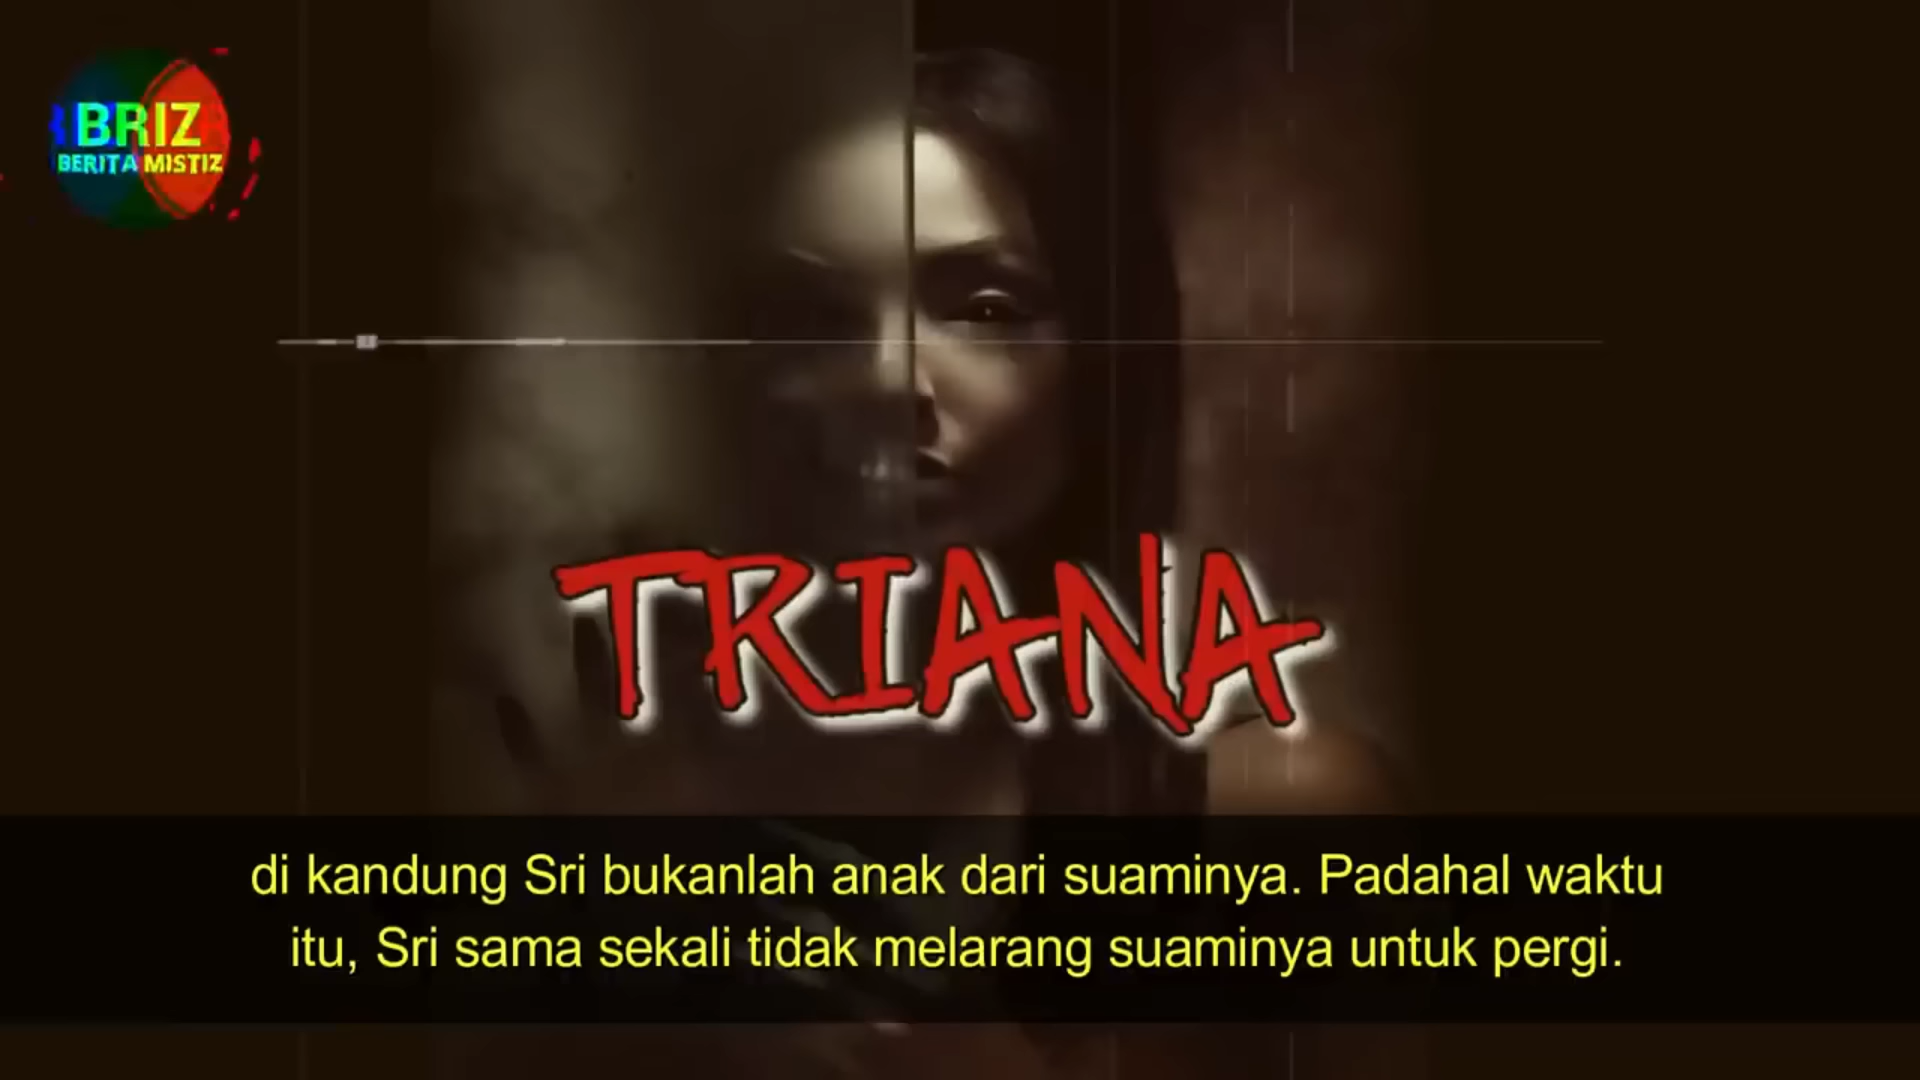 BRIZ
BERITA MISTIZ
TRIANA
di kandung Sri bukanlah anak dari suaminya. Padahal waktu
itu, Sri sama sekali tidak melarang suaminya untuk pergi.